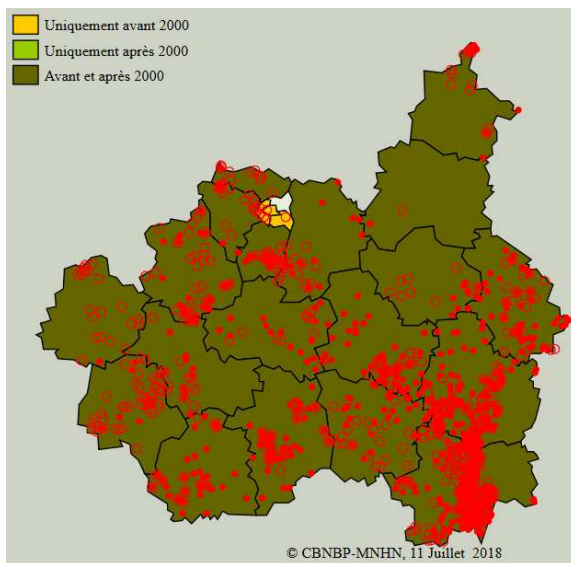 Uniquement avant 2000
Uniquement après 2000
Avant et après 2000
© CBNBP-MNHN, 11 Juillet 2018